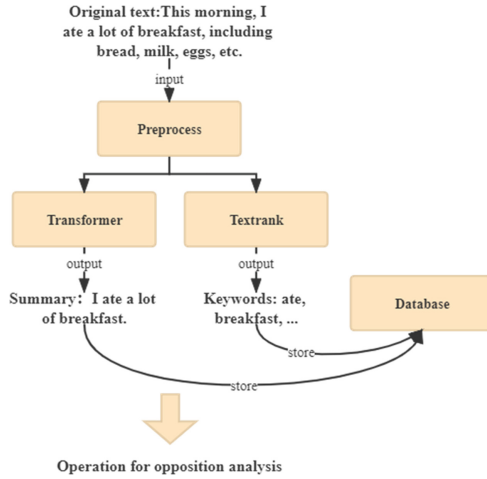 Original text:This morning, I
ate a lot of breakfast, including
bread, milk, eggs, etc.
input
Preprocess
Transformer
Textrank
output
output
Summary: I ate a lot
of breakfast.
Keywords: ate,
breakfast, ...
Database
store
store
Operation for opposition analysis